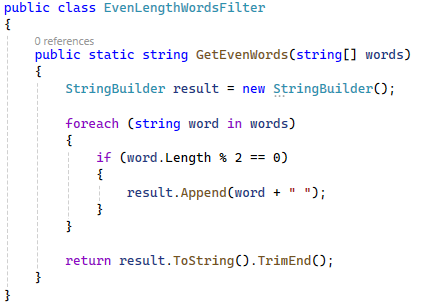 public class EvenLengthWordsFilter
{
0 references
public static string GetEvenWords(string[] words)
{
StringBuilder result = new StringBuilder();
foreach (string word in words)
{
if (word.Length % 2 == 0)
{
result.Append(word + " ");
}
}
return result.ToString().TrimEnd();
}
}